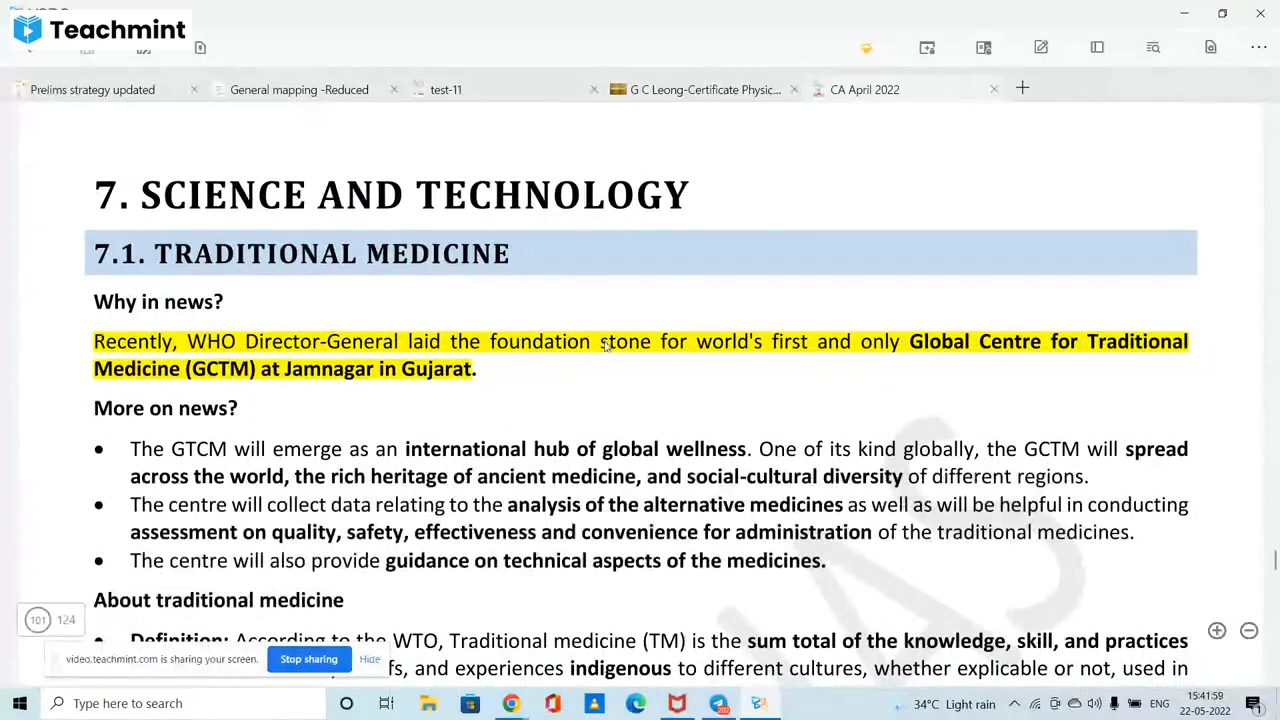 Teachmint
Prelims strategy updated
General mapping -Reduced
test-11
G C Leong-Certificate Physic...
CA April 2022
7. SCIENCE AND TECHNOLOGY
7.1. TRADITIONAL MEDICINE
Why in news?
Recently, WHO Director-General laid the foundation stone for world's first and only Global Centre for Traditional
Medicine (GCTM) at Jamnagar in Gujarat.
More on news?
• The GTCM will emerge as an international hub of global wellness. One of its kind globally, the GCTM will spread
across the world, the rich heritage of ancient medicine, and social-cultural diversity of different regions.
• The centre will collect data relating to the analysis of the alternative medicines as well as will be helpful in conducting
assessment on quality, safety, effectiveness and convenience for administration of the traditional medicines.
• The centre will also provide guidance on technical aspects of the medicines.
About traditional medicine
101 124
• Definition: According to the WTO, Traditional medicine (TM) is the sum total of the knowledge, skill, and practices
and experiences indigenous to different cultures, whether explicable or not, used in
video.teachmint.com is sharing your screen. Stop sharing Hide
Type here to search
34°C Light rain
ENG
15:41:59
22-05-2022